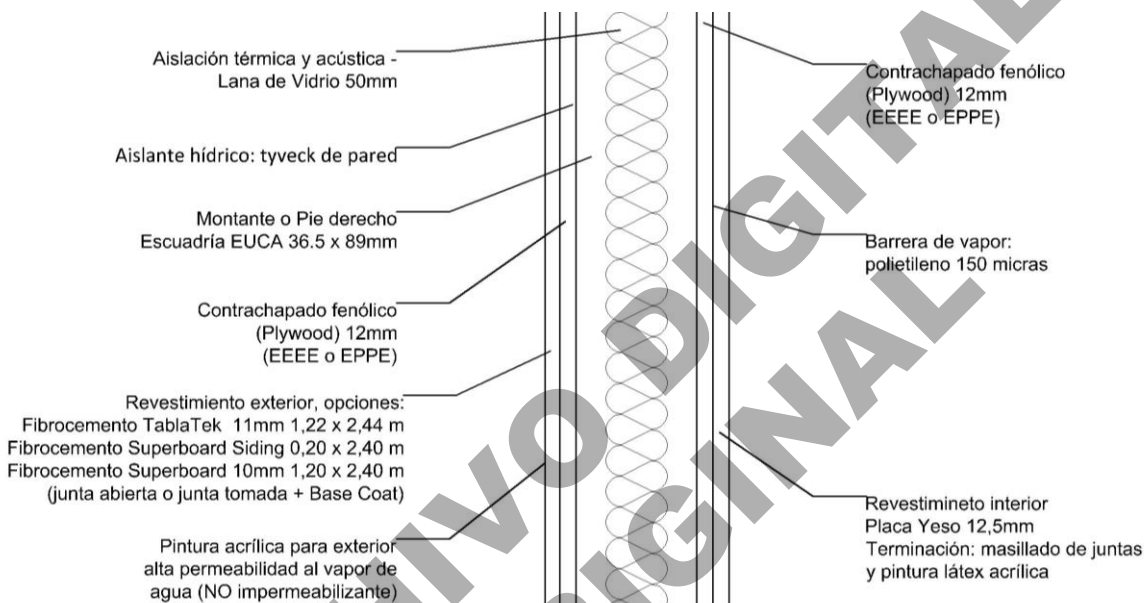 Aislación térmica y acústica -
Lana de Vidrio 50mm
Aislante hídrico: tyveck de pared
Montante o Pie derecho
Escuadría EUCA 36.5 x 89mm
Contrachapado fenólico
(Plywood) 12mm
(EEEE o EPPE)
Revestimiento exterior, opciones:
Fibrocemento TablaTek 11mm 1,22 x 2,44 m
Fibrocemento Superboard Siding 0,20 x 2,40 m
Fibrocemento Superboard 10mm 1,20 x 2,40 m
(junta abierta o junta tomada + Base Coat)
Pintura acrílica para exterior
alta permeabilidad al vapor de
agua (NO impermeabilizante)
Contrachapado fenólico
(Plywood) 12mm
(EEEE o EPPE)
Barrera de vapor:
polietileno 150 micras
Revestimineto interior
Placa Yeso 12,5mm
Terminación: masillado de juntas
y pintura látex acrílica
DIGITAL